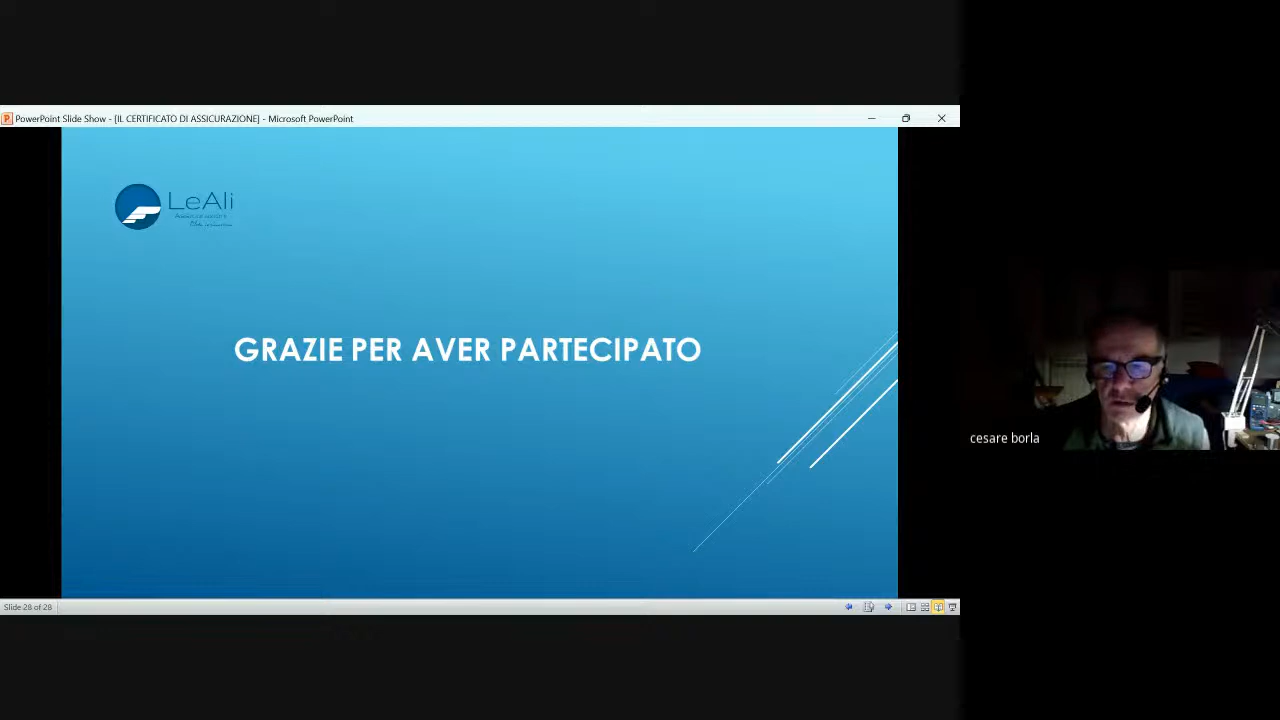 PowerPoint Slide Show - [IL CERTIFICATO DI ASSICURAZIONE] - Microsoft PowerPoint
LeAli
GRAZIE PER AVER PARTECIPATO
cesare borla
Slide 28 of 28